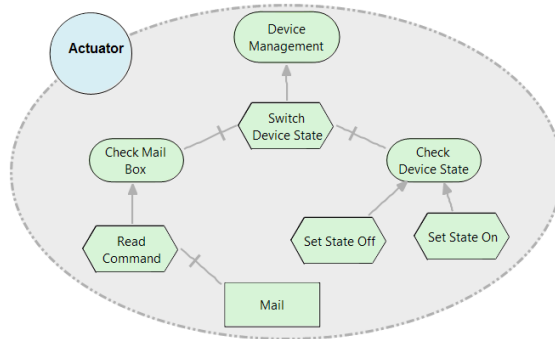 Actuator
Device
Management
Switch
Device State
Check Mail
Box
Check
Device State
Read
Command
Set State Off
Set State On
Mail